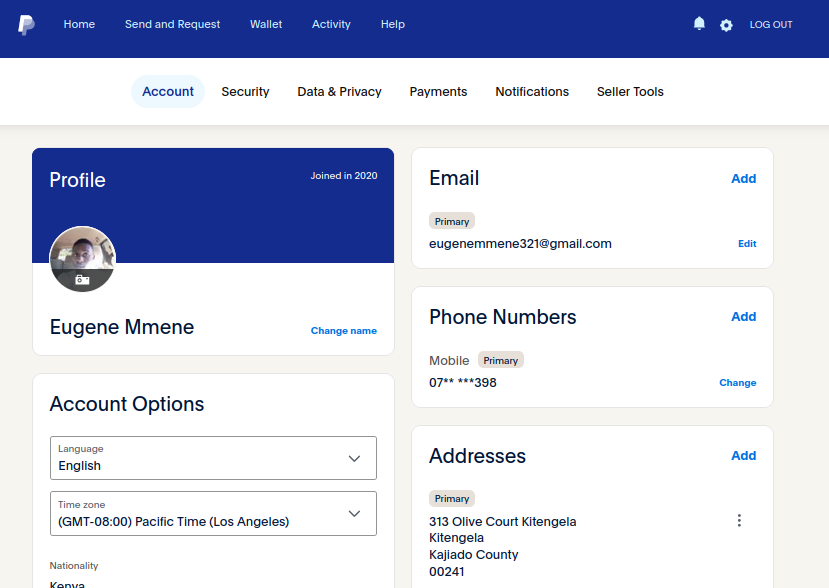 Home Send and Request Wallet Activity Help LOG OUT
Account Security Data & Privacy Payments Notifications Seller Tools
Profile
Joined in 2020
Eugene Mmene
Change name
Account Options
Language
English
Time zone
(GMT-08:00) Pacific Time (Los Angeles)
Nationality
Kenya
Email
Add
Primary
eugenemmene321@gmail.com
Edit
Phone Numbers
Add
Mobile Primary
07** ***398
Change
Addresses
Add
Primary
313 Olive Court Kitengela
Kitengela
Kajiado County
00241